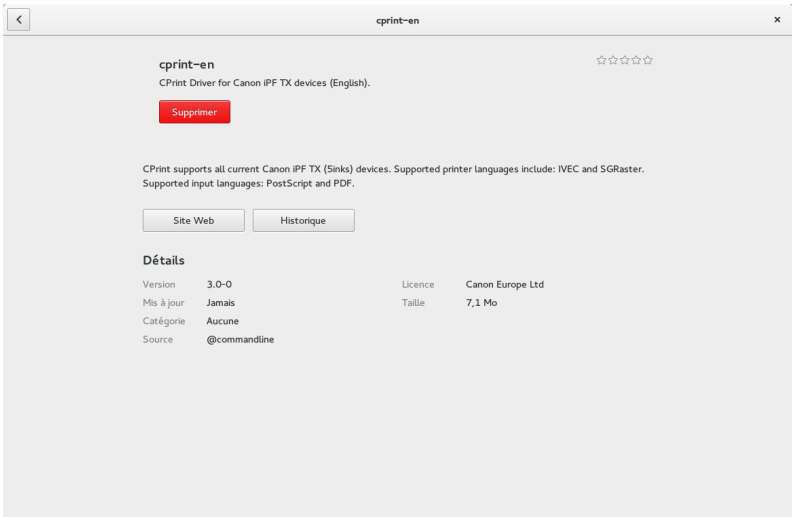 cprint-en
cprint-en
CPrint Driver for Canon iPF TX devices (English).
Supprimer
CPrint supports all current Canon iPF TX (5inks) devices. Supported printer languages include: IVEC and SGRaster.
Supported input languages: PostScript and PDF.
Site Web
Historique
Détails
Version 3.0-0
Licence Canon Europe Ltd
Mis à jour Jamais
Taille 7,1 Mo
Catégorie Aucune
Source @commandline